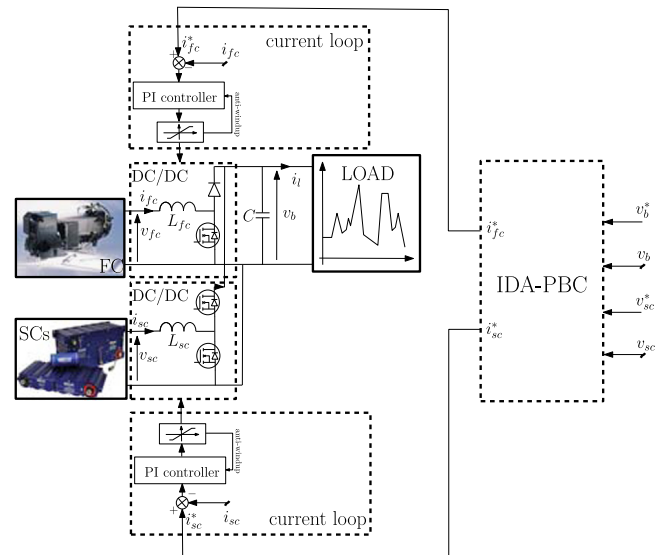 i*fc
ifc
current loop
+
−
PI controller
anti-windup
DC/DC
ifc
Lfc
vfc
FC
C
vb
il
LOAD
DC/DC
SCs
isc
Lsc
vsc
anti-windup
PI controller
−
+
i*sc
isc
current loop
i*fc
i*sc
IDA-PBC
v*b
vb
v*sc
vsc